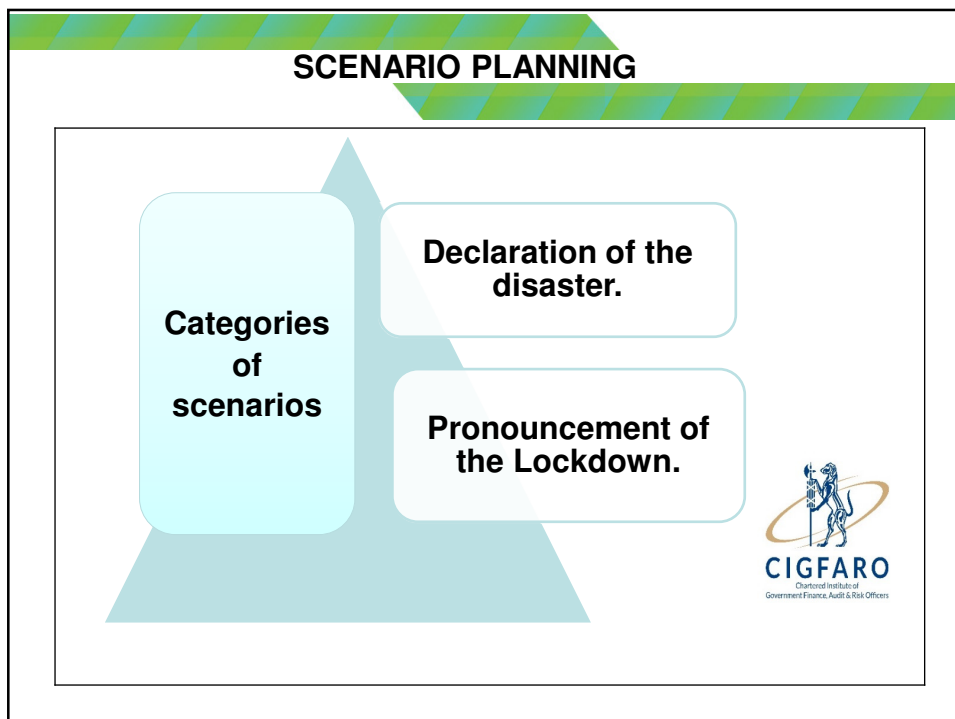 SCENARIO PLANNING
Categories
of
scenarios
Declaration of the
disaster.
Pronouncement of
the Lockdown.
CIGFARO
Chartered Institute of
Government Finance, Audit & Risk Officers